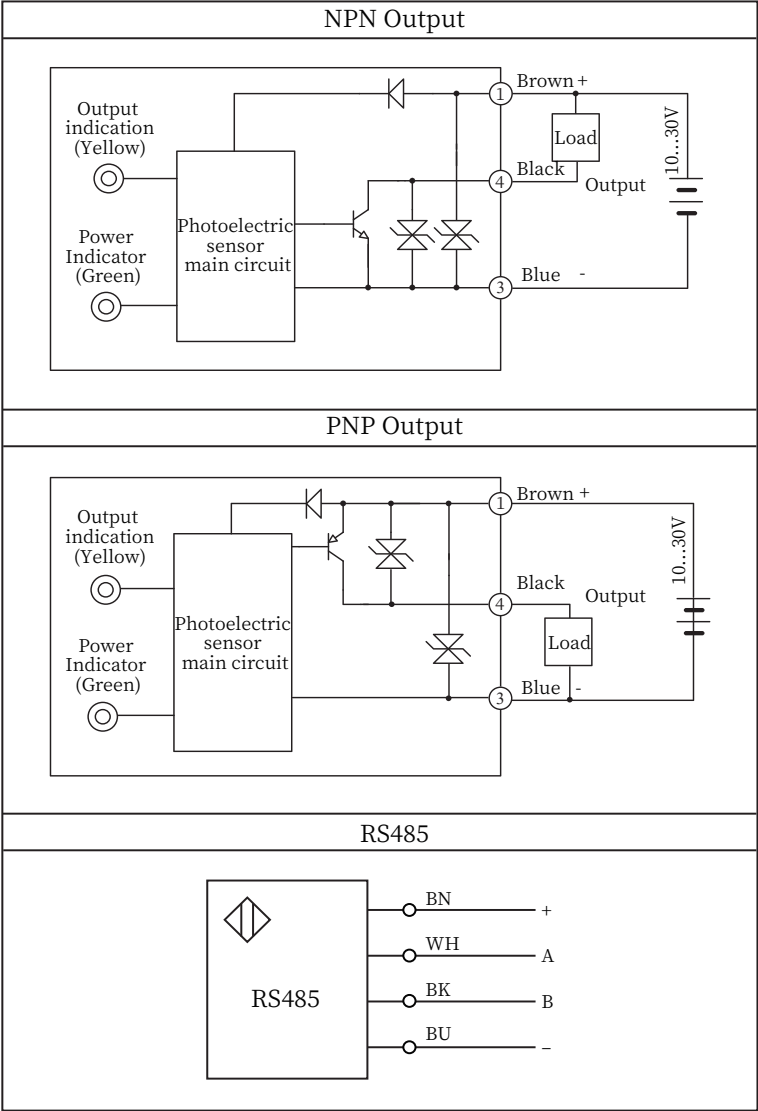 NPN Output
Output
indication
(Yellow)
Power
Indicator
(Green)
Photoelectric
sensor
main circuit
1
Brown +
Load
4
Black
Output
10...30V
3
Blue -
PNP Output
Output
indication
(Yellow)
Power
Indicator
(Green)
Photoelectric
sensor
main circuit
1
Brown +
4
Black
Output
10...30V
Load
3
Blue -
RS485
RS485
BN +
WH A
BK B
BU –